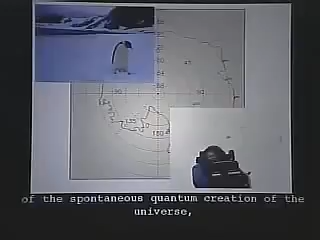 of the spontaneous quantum creation of the
universe,